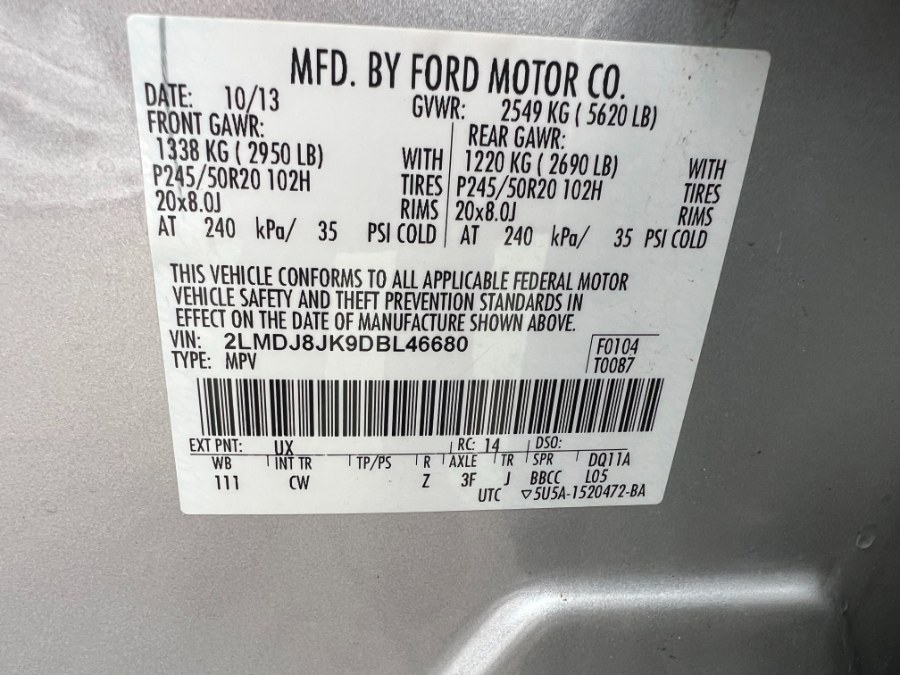 MFD. BY FORD MOTOR CO.
DATE: 10/13 GVWR: 2549 KG ( 5620 LB)
FRONT GAWR: REAR GAWR:
1338 KG ( 2950 LB) WITH 1220 KG ( 2690 LB) WITH
P245/50R20 102H TIRES P245/50R20 102H TIRES
20x8.0J RIMS 20x8.0J RIMS
AT 240 kPa/ 35 PSI COLD AT 240 kPa/ 35 PSI COLD
THIS VEHICLE CONFORMS TO ALL APPLICABLE FEDERAL MOTOR
VEHICLE SAFETY AND THEFT PREVENTION STANDARDS IN
EFFECT ON THE DATE OF MANUFACTURE SHOWN ABOVE.
VIN: 2LMDJ8JK9DBL46680 F0104
TYPE: MPV T0087
EXT PNT: UX RC: 14 DSO:
WB INT TR TP/PS R AXLE TR SPR DQ11A
111 CW Z 3F J BBCC L05
UTC ▽5U5A-1520472-BA